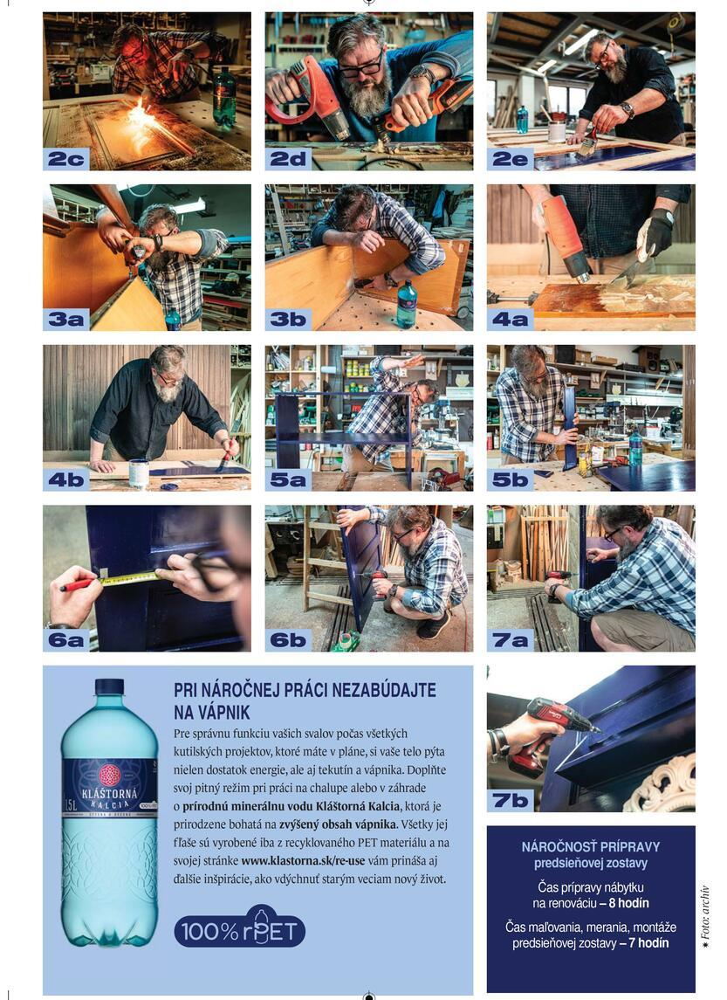 2c
2d
2e
3a
3b
4a
4b
5a
5b
6a
6b
7a
7b
PRI NÁROČNEJ PRÁCI NEZABÚDAJTE
NA VÁPNIK
Pre správnu funkciu vašich svalov počas všetkých
kutilských projektov, ktoré máte v pláne, si vaše telo pýta
nielen dostatok energie, ale aj tekutín a vápnika. Doplňte
svoj pitný režim pri práci na chalupe alebo v záhrade
o prírodnú minerálnu vodu Kláštorná Kalcia, ktorá je
prirodzene bohatá na zvýšený obsah vápnika. Všetky jej
fľaše sú vyrobené iba z recyklovaného PET materiálu a na
svojej stránke www.klastorna.sk/re-use vám prináša aj
ďalšie inšpirácie, ako vdýchnuť starým veciam nový život.
KLÁŠTORNÁ
KALCIA
1,5L
100% rPET
NÁROČNOSŤ PRÍPRAVY
predsieňovej zostavy
Čas prípravy nábytku
na renováciu – 8 hodín
Čas maľovania, merania, montáže
predsieňovej zostavy – 7 hodín
✷ Foto: archív